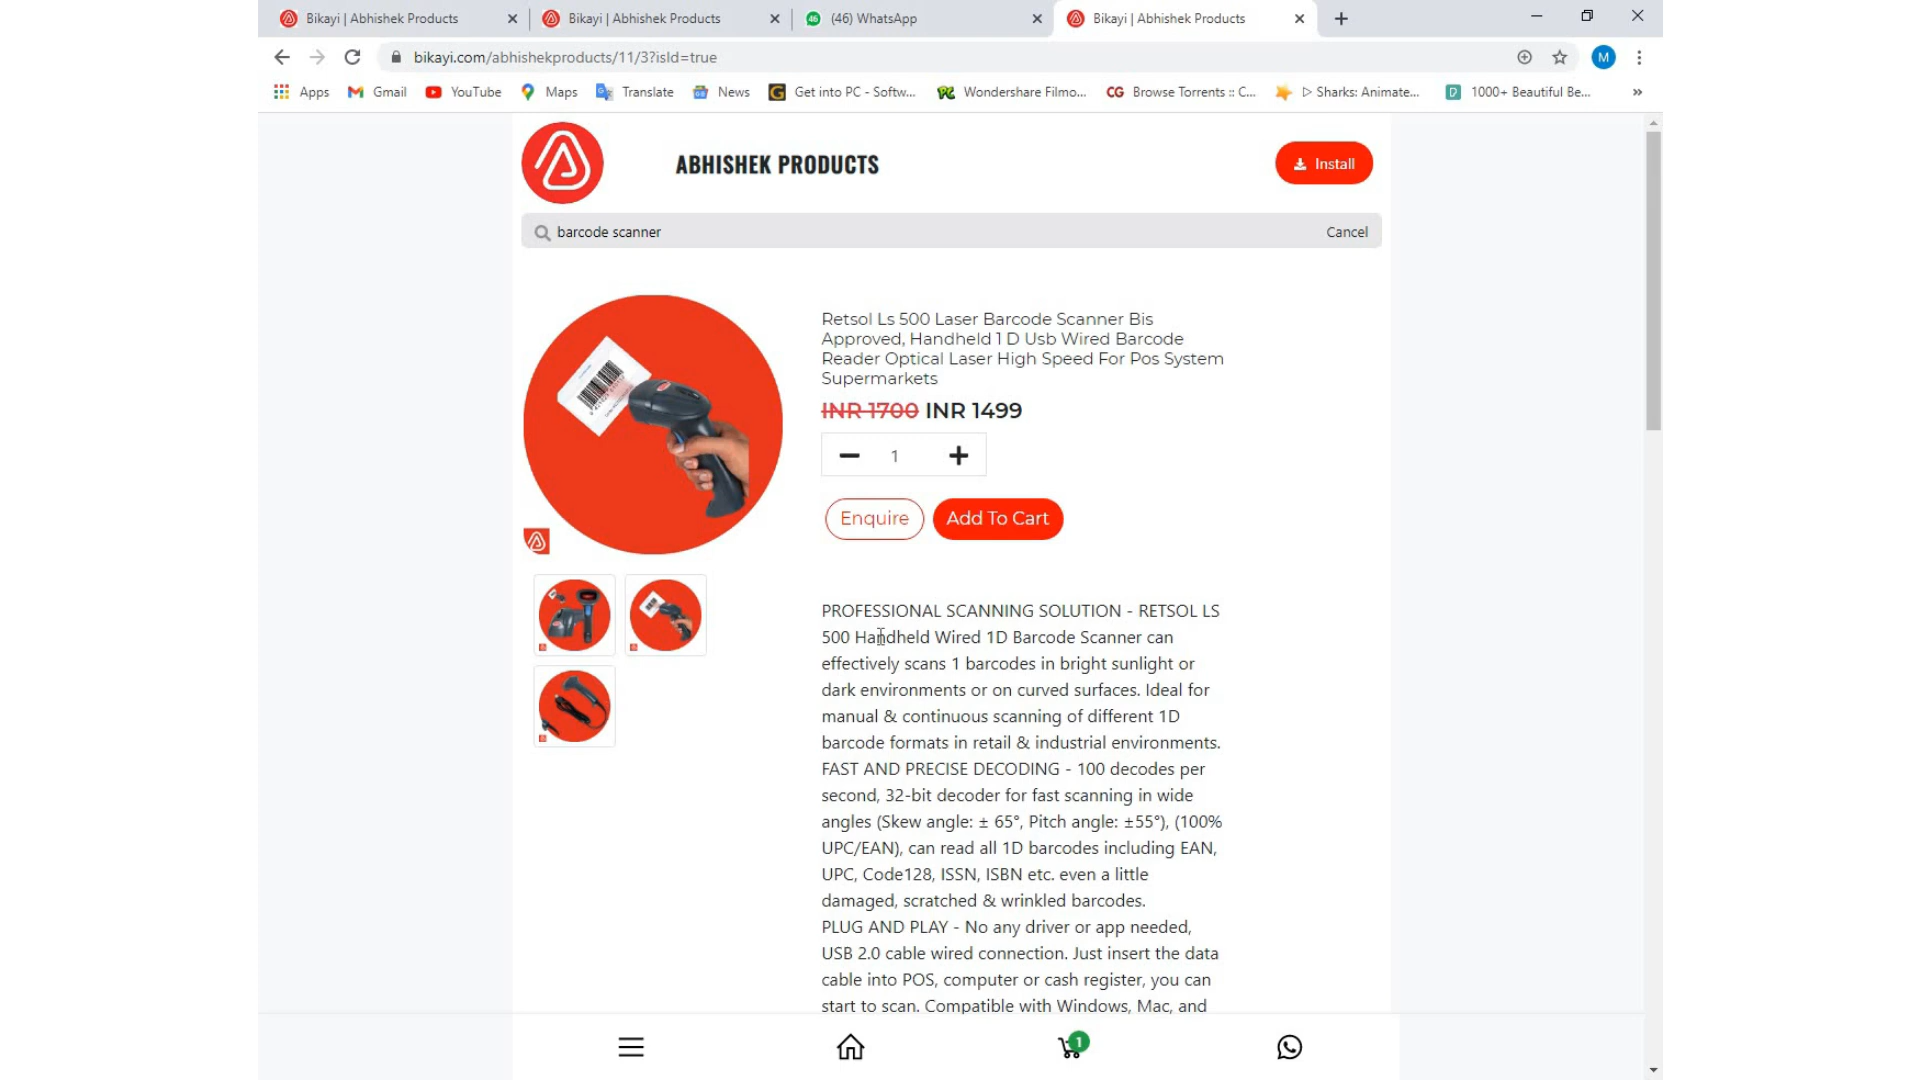 Bikayi | Abhishek Products
Bikayi | Abhishek Products
46
(46) WhatsApp
Bikayi | Abhishek Products
bikayi.com/abhishekproducts/11/3?isId=true
M
Apps
Gmail
YouTube
Maps
Translate
News
Get into PC - Softw...
Wondershare Filmo...
CG Browse Torrents :: C...
▷ Sharks: Animate...
1000+ Beautiful Be...
»
ABHISHEK PRODUCTS
Install
barcode scanner
Cancel
Retsol Ls 500 Laser Barcode Scanner Bis
Approved, Handheld 1 D Usb Wired Barcode
Reader Optical Laser High Speed For Pos System
Supermarkets
INR 1700 INR 1499
1
Enquire
Add To Cart
PROFESSIONAL SCANNING SOLUTION - RETSOL LS
500 Handheld Wired 1D Barcode Scanner can
effectively scans 1 barcodes in bright sunlight or
dark environments or on curved surfaces. Ideal for
manual & continuous scanning of different 1D
barcode formats in retail & industrial environments.
FAST AND PRECISE DECODING - 100 decodes per
second, 32-bit decoder for fast scanning in wide
angles (Skew angle: ± 65°, Pitch angle: ±55°), (100%
UPC/EAN), can read all 1D barcodes including EAN,
UPC, Code128, ISSN, ISBN etc. even a little
damaged, scratched & wrinkled barcodes.
PLUG AND PLAY - No any driver or app needed,
USB 2.0 cable wired connection. Just insert the data
cable into POS, computer or cash register, you can
start to scan. Compatible with Windows, Mac, and
1